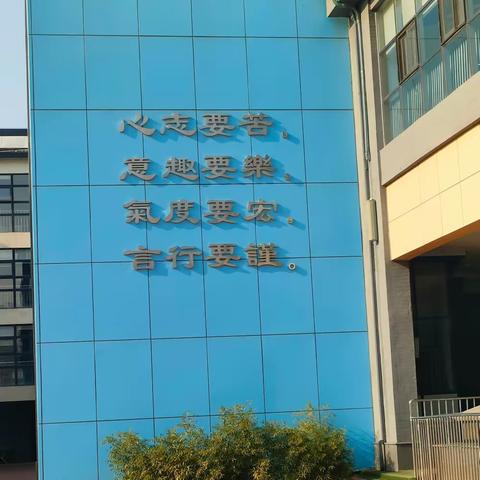 心志要苦,
意趣要樂,
氣度要宏,
言行要謹。